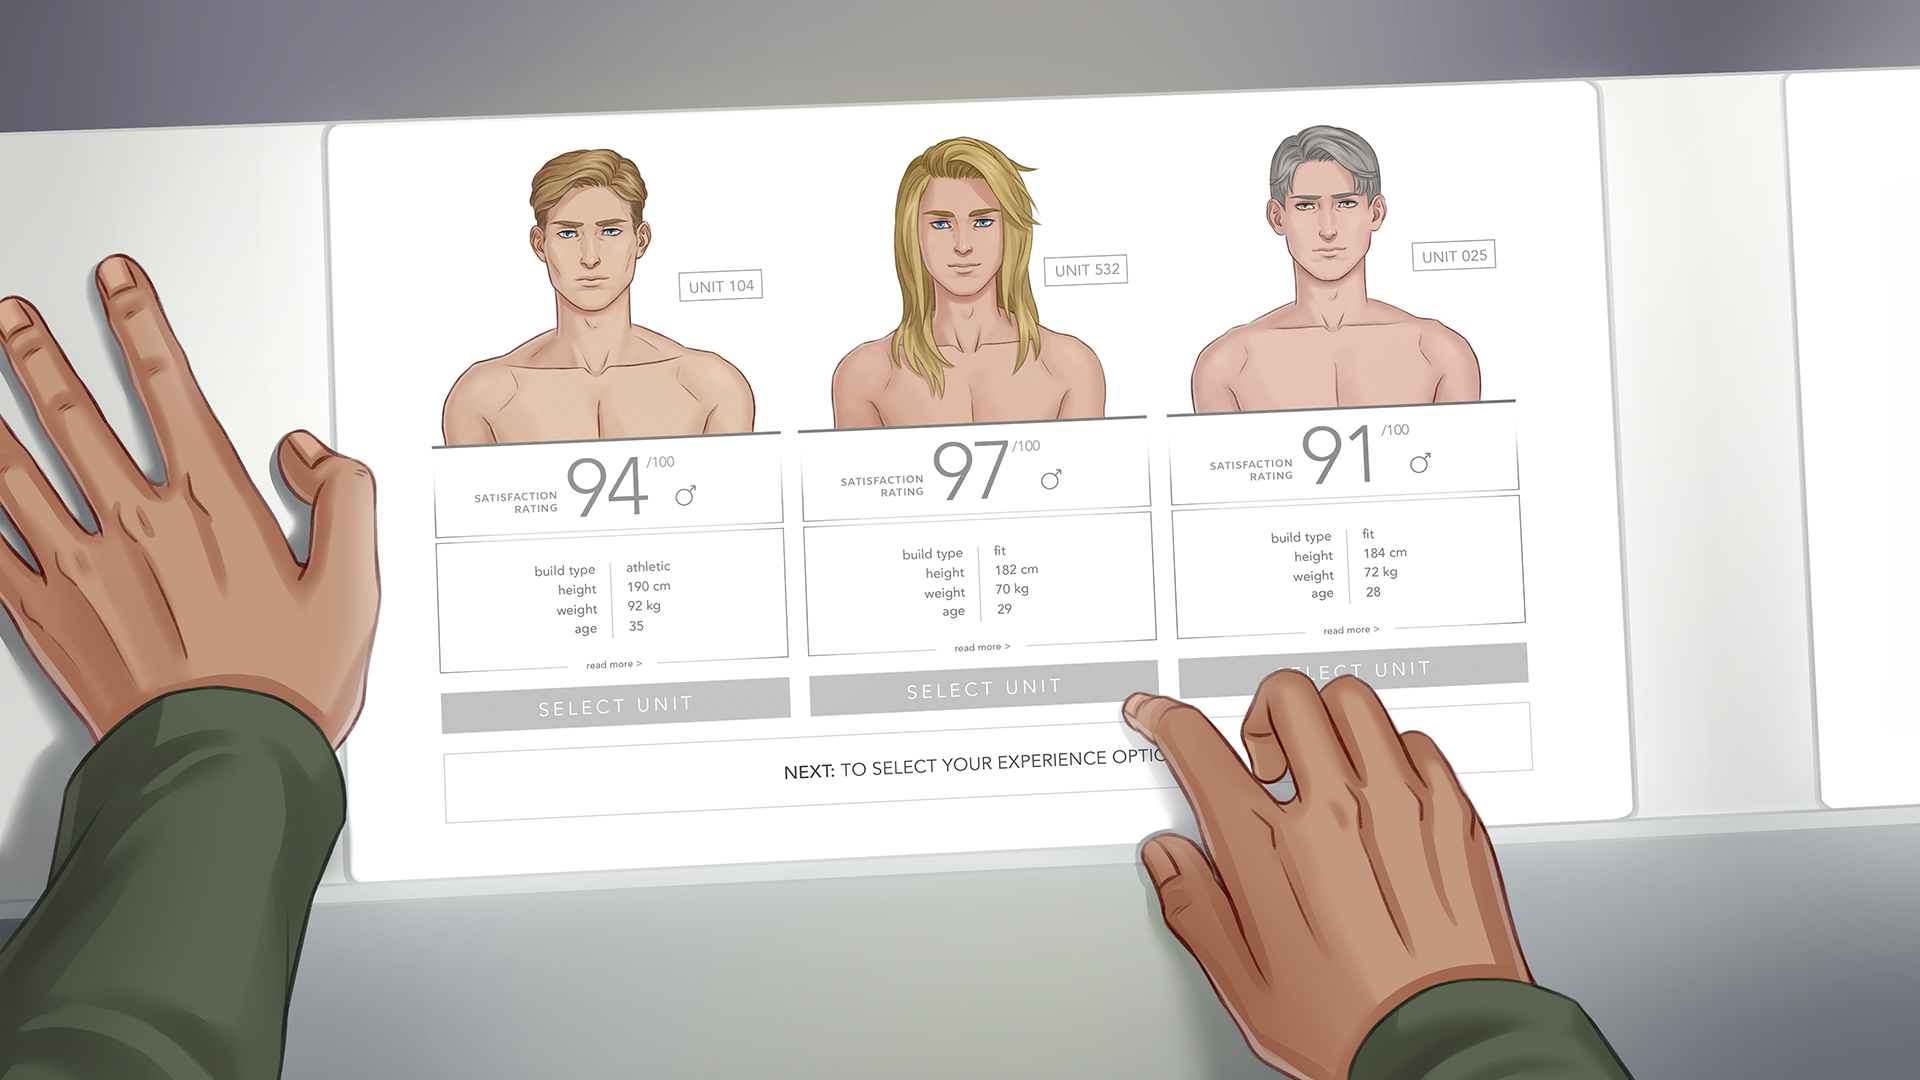 UNIT 104
SATISFACTION
RATING
94
/100
build type athletic
height 190 cm
weight 92 kg
age 35
read more >
SELECT UNIT
UNIT 532
SATISFACTION
RATING
97
/100
build type fit
height 182 cm
weight 70 kg
age 29
read more >
SELECT UNIT
UNIT 025
SATISFACTION
RATING
91
/100
build type fit
height 184 cm
weight 72 kg
age 28
read more >
SELECT UNIT
NEXT: TO SELECT YOUR EXPERIENCE